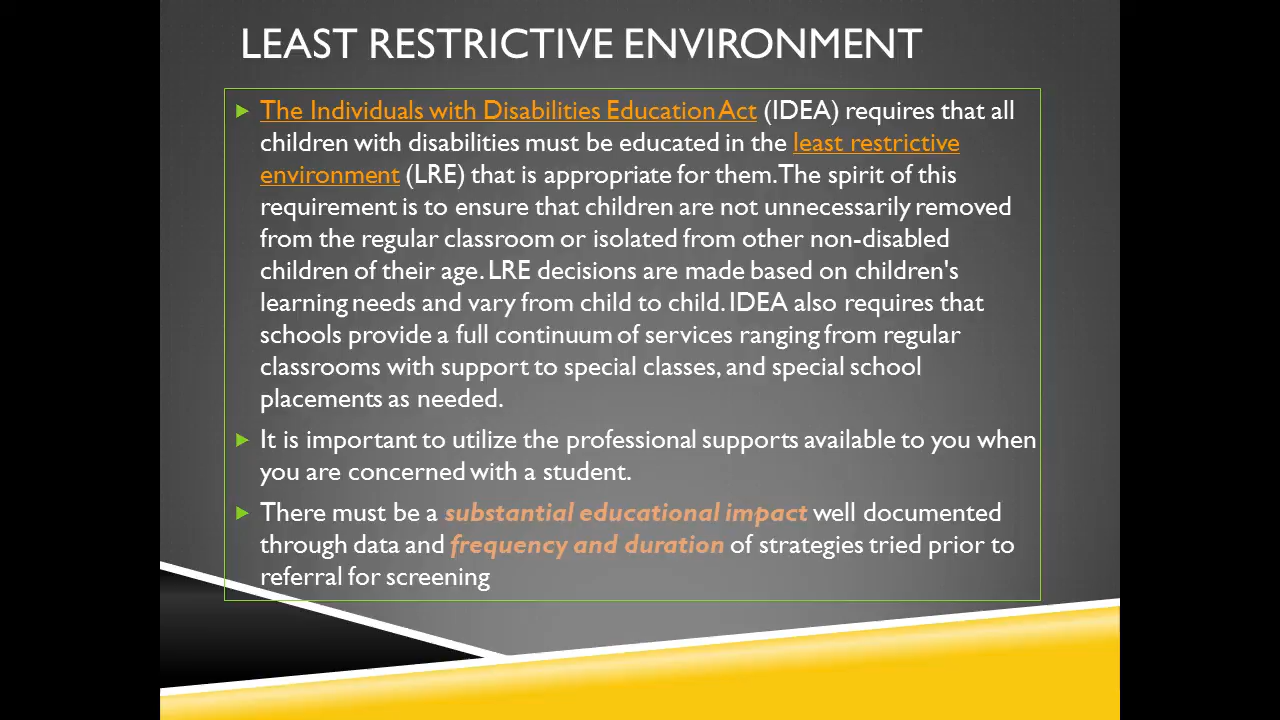 LEAST RESTRICTIVE ENVIRONMENT
The Individuals with Disabilities Education Act (IDEA) requires that all
children with disabilities must be educated in the least restrictive
environment (LRE) that is appropriate for them. The spirit of this
requirement is to ensure that children are not unnecessarily removed
from the regular classroom or isolated from other non-disabled
children of their age. LRE decisions are made based on children's
learning needs and vary from child to child. IDEA also requires that
schools provide a full continuum of services ranging from regular
classrooms with support to special classes, and special school
placements as needed.
It is important to utilize the professional supports available to you when
you are concerned with a student.
There must be a substantial educational impact well documented
through data and frequency and duration of strategies tried prior to
referral for screening